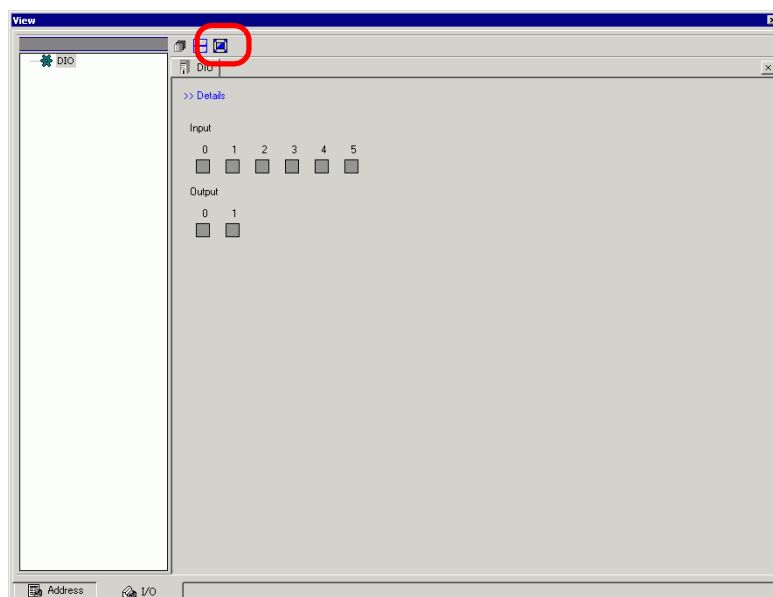 View
DIO
DIO
>> Details
Input
0 1 2 3 4 5
Output
0 1
Address I/O